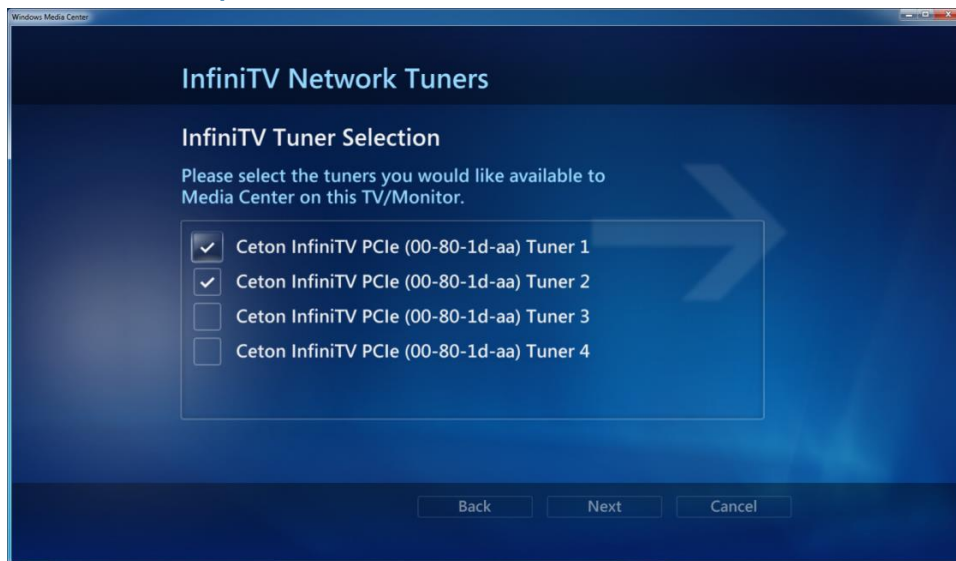 Windows Media Center
InfiniTV Network Tuners
InfiniTV Tuner Selection
Please select the tuners you would like available to
Media Center on this TV/Monitor.
Ceton InfiniTV PCIe (00-80-1d-aa) Tuner 1
Ceton InfiniTV PCIe (00-80-1d-aa) Tuner 2
Ceton InfiniTV PCIe (00-80-1d-aa) Tuner 3
Ceton InfiniTV PCIe (00-80-1d-aa) Tuner 4
Back Next Cancel